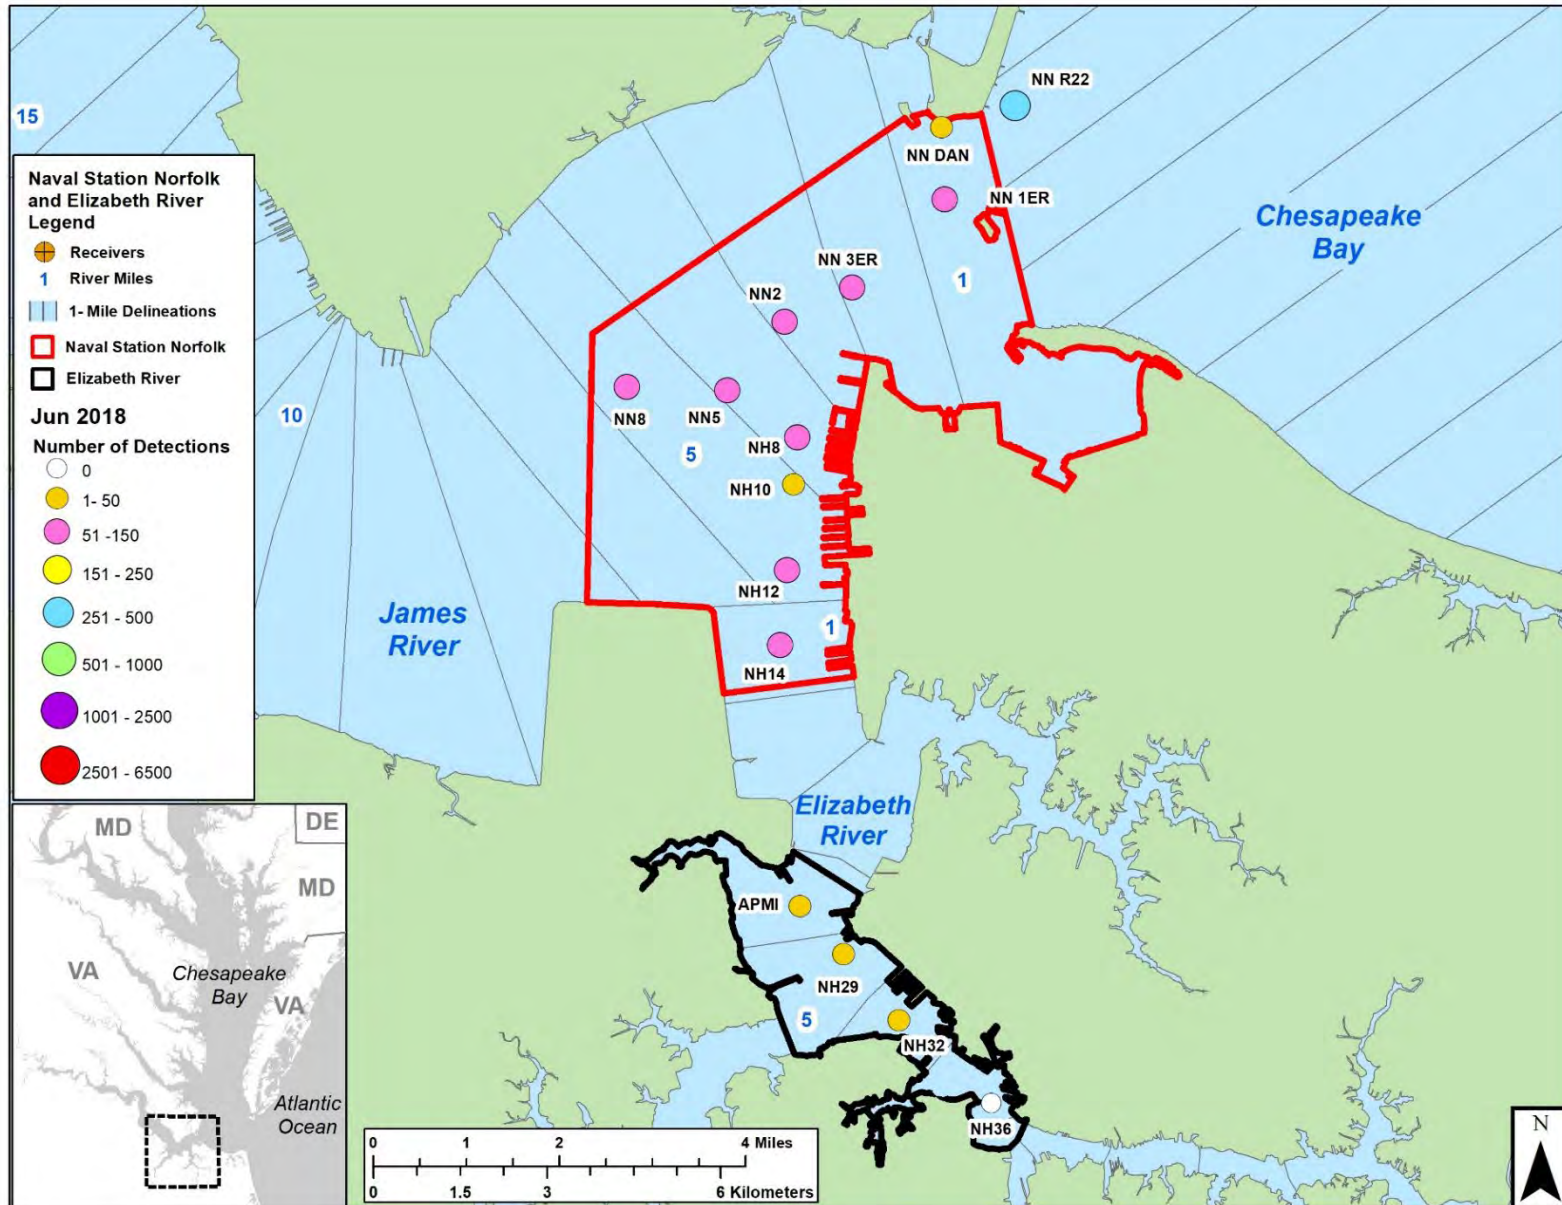 15
NN R22
NN DAN
NN 1ER
Chesapeake
Bay
NN 3ER
1
NN2
NN8
NN5
10
NH8
5
NH10
NH12
James
River
1
NH14
Elizabeth
River
APMI
NH29
5
NH32
NH36
Naval Station Norfolk
and Elizabeth River
Legend
Receivers
1 River Miles
1- Mile Delineations
Naval Station Norfolk
Elizabeth River
Jun 2018
Number of Detections
0
1- 50
51 -150
151 - 250
251 - 500
501 - 1000
1001 - 2500
2501 - 6500
MD
DE
MD
VA
Chesapeake
Bay
VA
Atlantic
Ocean
0 1 2 4 Miles
0 1.5 3 6 Kilometers
N